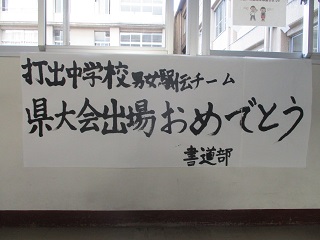 打出中学校男女駅伝チーム
県大会出場おめでとう
書道部